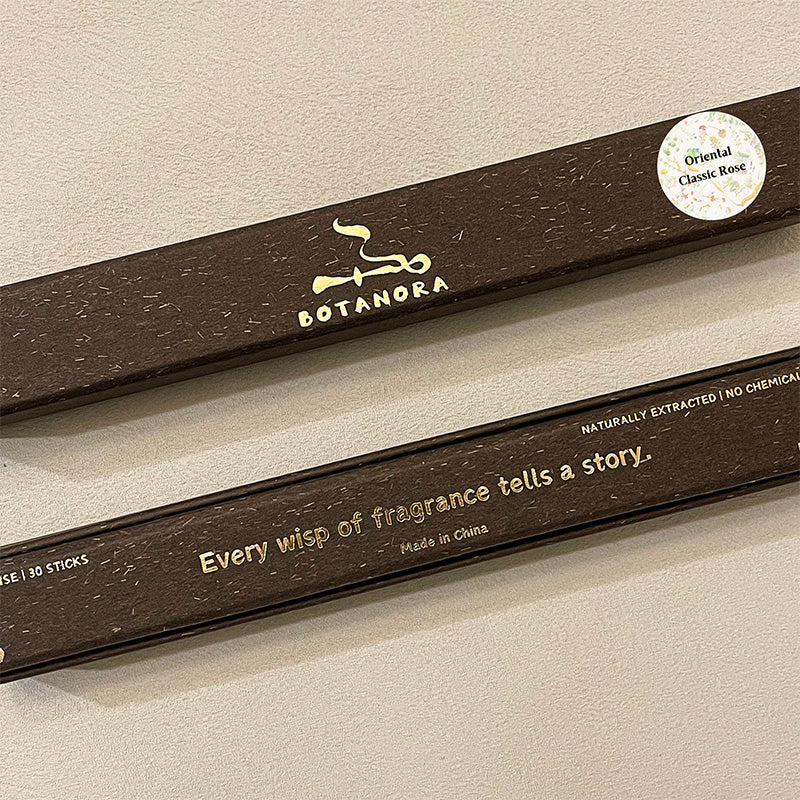 Oriental
Classic Rose
BOTANORA
NATURALLY EXTRACTED | NO CHEMICAL
Every wisp of fragrance tells a story.
Made in China
| 30 STICKS